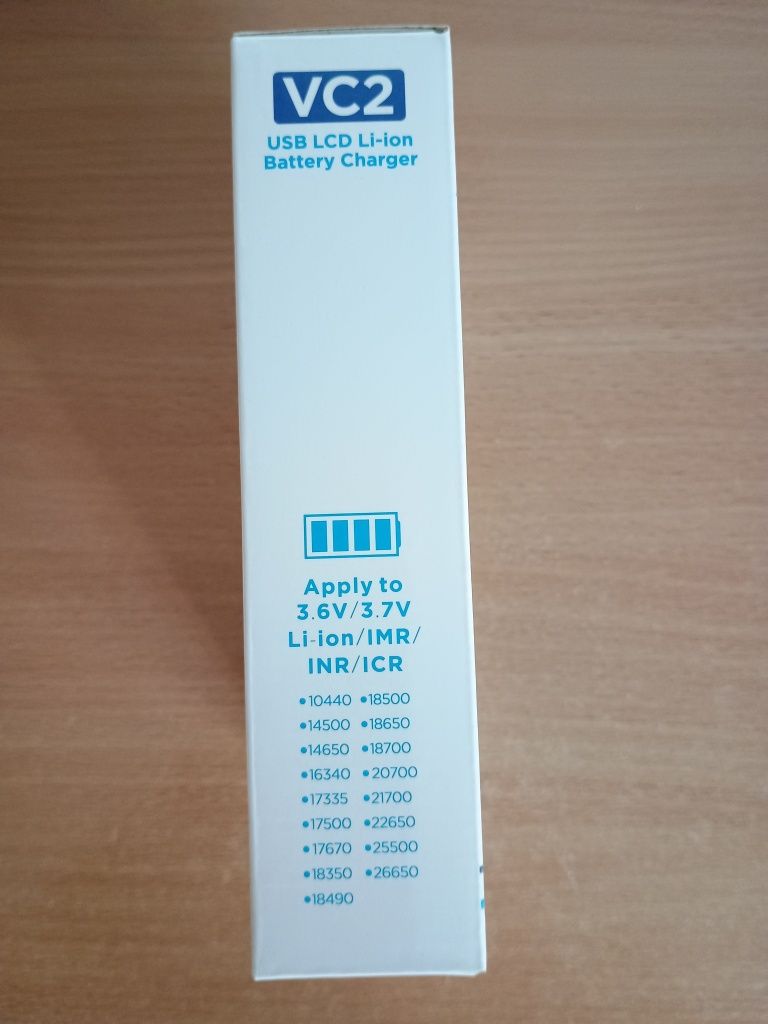 VC2
USB LCD Li-ion
Battery Charger
Apply to
3.6V/3.7V
Li-ion/IMR/
INR/ICR
•10440 •18500
•14500 •18650
•14650 •18700
•16340 •20700
•17335 •21700
•17500 •22650
•17670 •25500
•18350 •26650
•18490